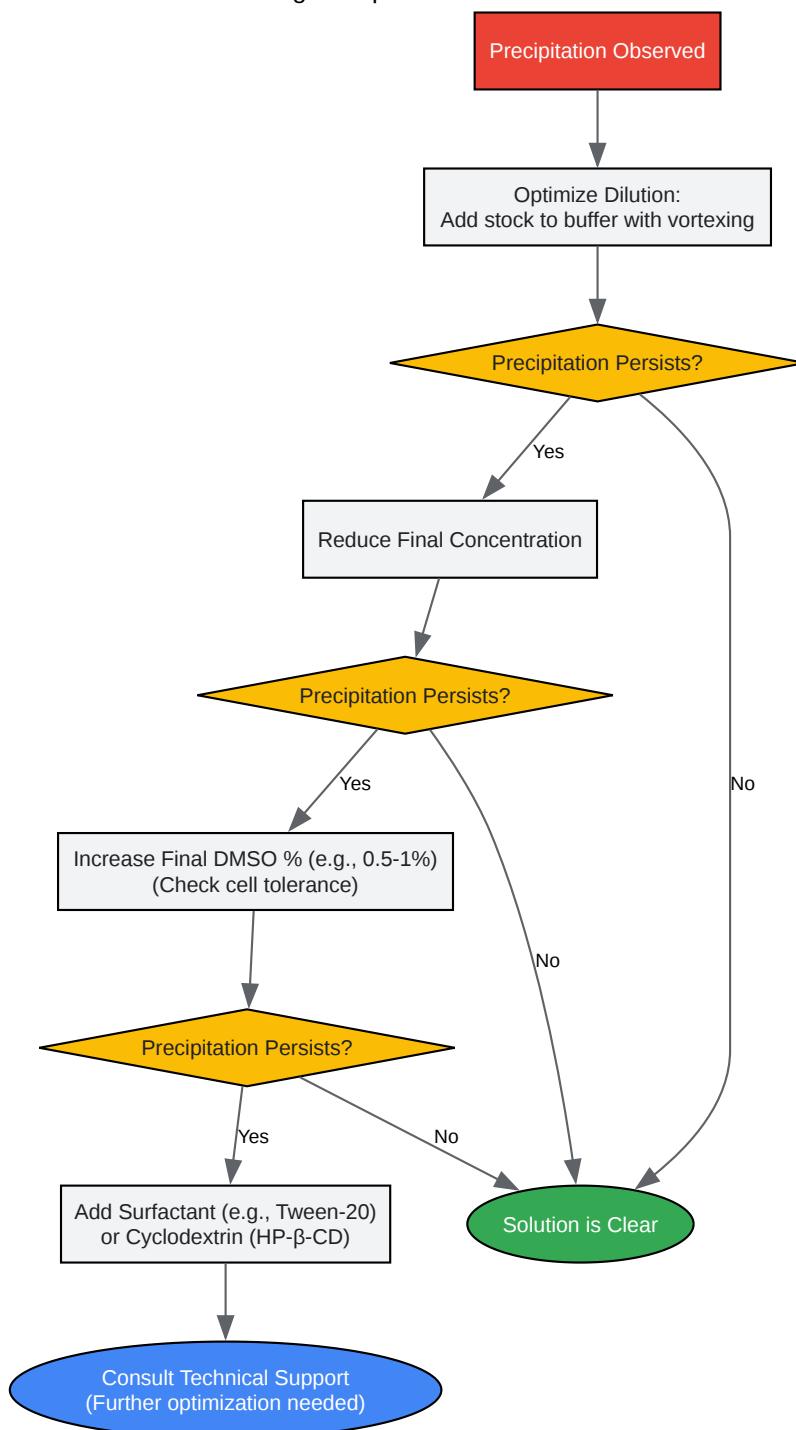 Precipitation Observed
Optimize Dilution:
Add stock to buffer with vortexing
Precipitation Persists?
Yes
Reduce Final Concentration
Precipitation Persists?
Yes
No
Increase Final DMSO % (e.g., 0.5-1%)
(Check cell tolerance)
No
Precipitation Persists?
Yes
No
Add Surfactant (e.g., Tween-20)
or Cyclodextrin (HP-β-CD)
Solution is Clear
Consult Technical Support
(Further optimization needed)